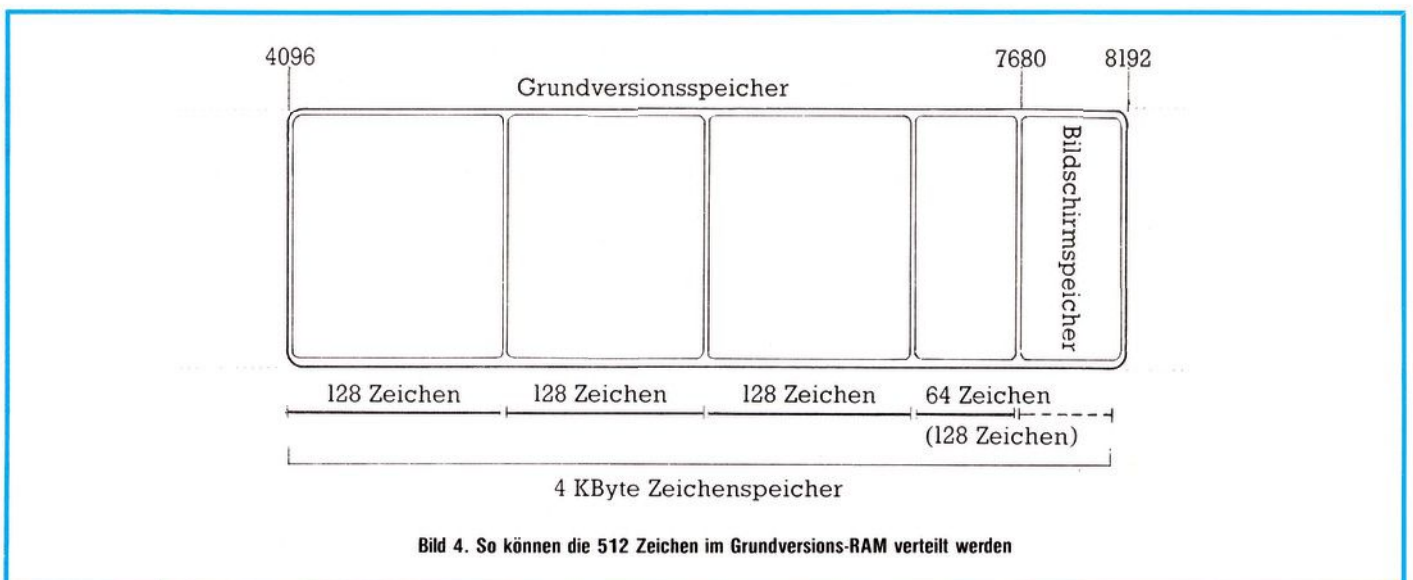 4096 7680 8192
Grundversionsspeicher
Bildschirmspeicher
128 Zeichen 128 Zeichen 128 Zeichen 64 Zeichen
(128 Zeichen)
4 KByte Zeichenspeicher
Bild 4. So können die 512 Zeichen im Grundversions-RAM verteilt werden